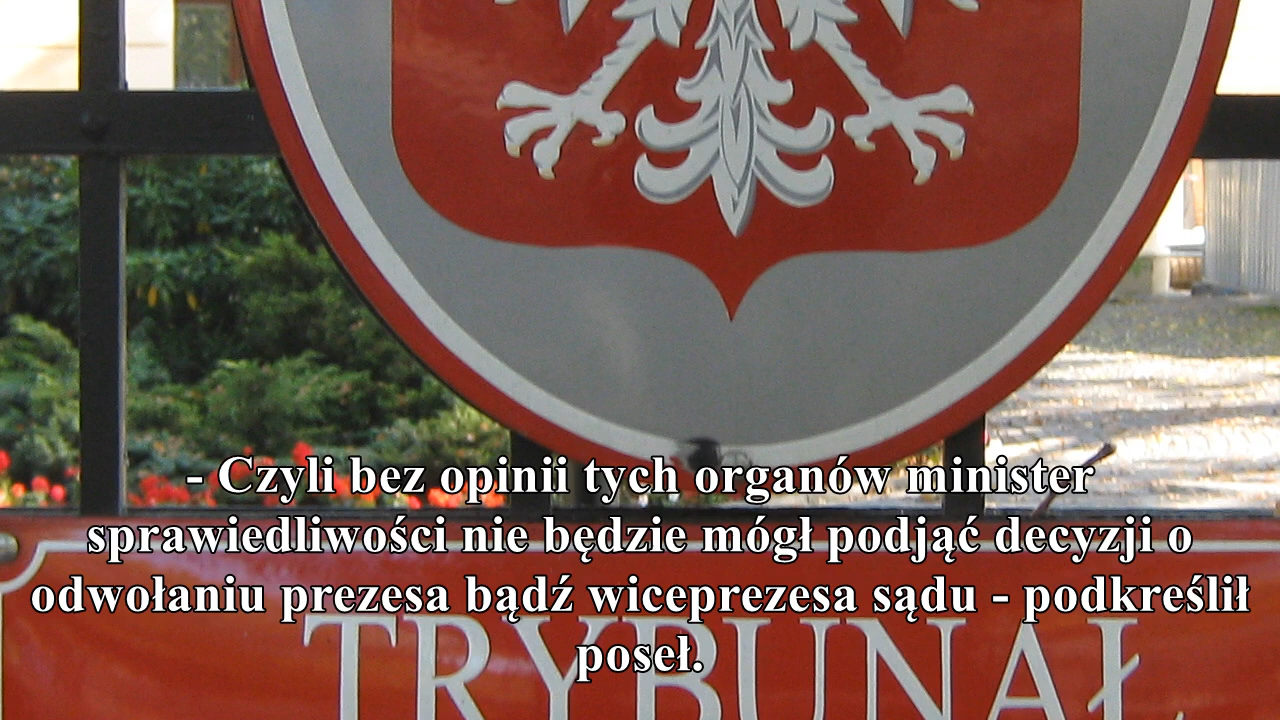 - Czyli bez opinii tych organów minister
sprawiedliwości nie będzie mógł podjąć decyzji o
odwołaniu prezesa bądź wiceprezesa sądu - podkreślił
poseł.
TRYBUNAŁ